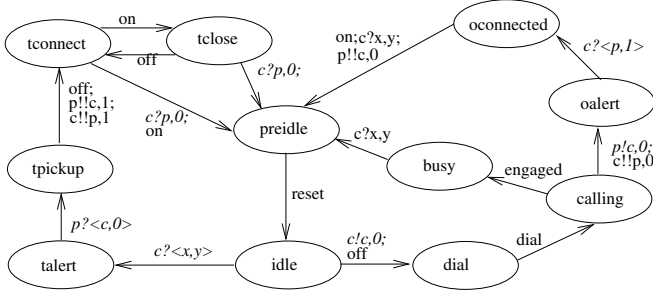 on
tconnect
tclose
off
oconnected
on;c?x,y;
p!!c,0
c?<p,1>
c?p,0;
off;
p!!c,1;
c!!p,1
c?p,0;
on
preidle
oalert
p!c,0;
c!!p,0
c?x,y
tpickup
busy
engaged
calling
reset
p?<c,0>
c?<x,y>
c!c,0;
off
dial
talert
idle
dial